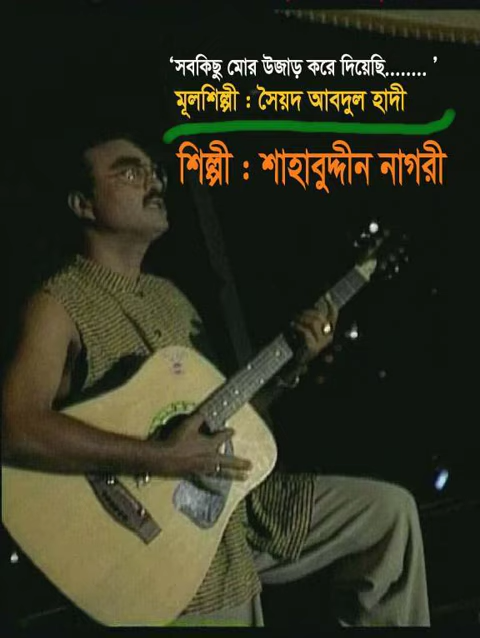 ‘সবকিছু মোর উজাড় করে দিয়েছি........ ’
মূলশিল্পী : সৈয়দ আবদুল হাদী
শিল্পী : শাহাবুদ্দীন নাগরী